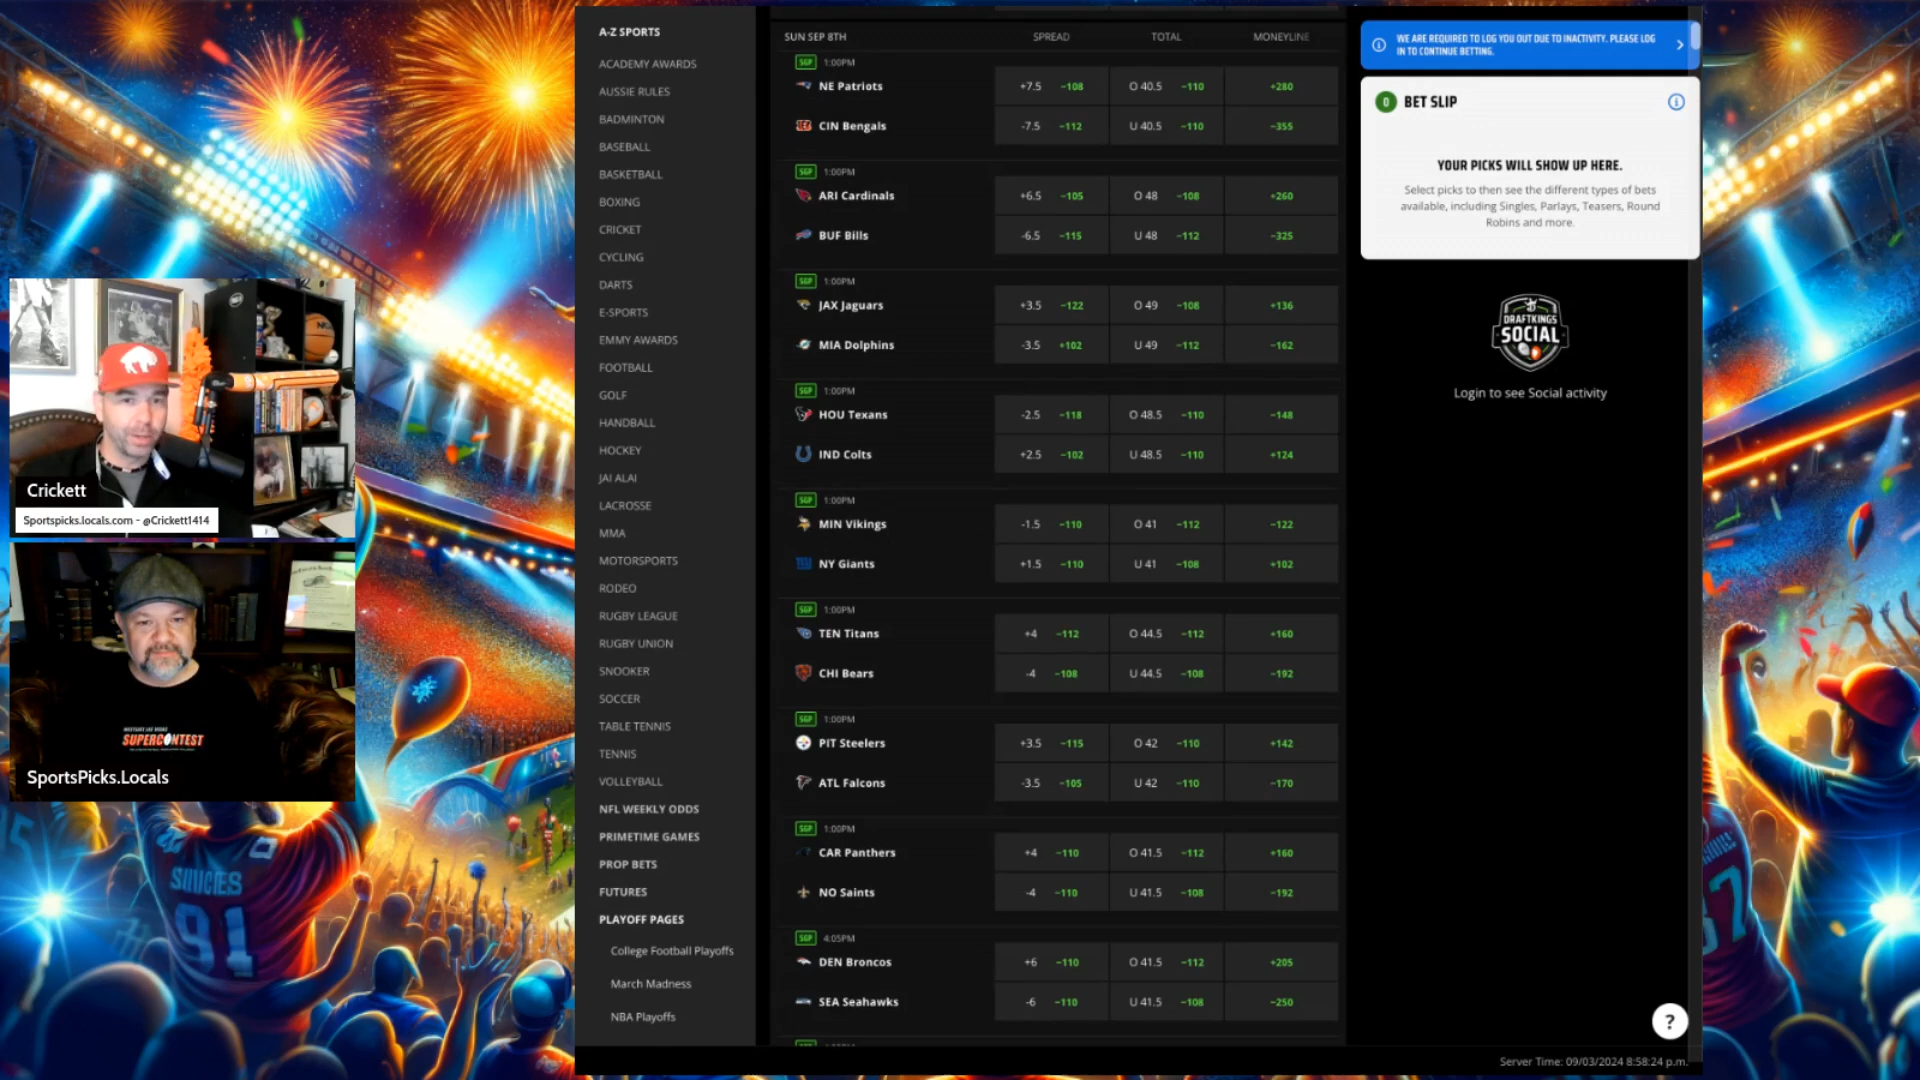 A-Z SPORTS
ACADEMY AWARDS
AUSSIE RULES
BADMINTON
BASEBALL
BASKETBALL
BOXING
CRICKET
CYCLING
DARTS
E-SPORTS
EMMY AWARDS
FOOTBALL
GOLF
HANDBALL
HOCKEY
JAI ALAI
LACROSSE
MMA
MOTORSPORTS
RODEO
RUGBY LEAGUE
RUGBY UNION
SNOOKER
SOCCER
TABLE TENNIS
TENNIS
VOLLEYBALL
NFL WEEKLY ODDS
PRIMETIME GAMES
PROP BETS
FUTURES
PLAYOFF PAGES
College Football Playoffs
March Madness
NBA Playoffs
SUN SEP 8TH SPREAD TOTAL MONEYLINE
SGP 1:00PM
NE Patriots +7.5 −108 O 40.5 −110 +280
CIN Bengals -7.5 −112 U 40.5 −110 −355
SGP 1:00PM
ARI Cardinals +6.5 −105 O 48 −108 +260
BUF Bills -6.5 −115 U 48 −112 −325
SGP 1:00PM
JAX Jaguars +3.5 −122 O 49 −108 +136
MIA Dolphins -3.5 +102 U 49 −112 −162
SGP 1:00PM
HOU Texans -2.5 −118 O 48.5 −110 −148
IND Colts +2.5 −102 U 48.5 −110 +124
SGP 1:00PM
MIN Vikings -1.5 −110 O 41 −112 −122
NY Giants +1.5 −110 U 41 −108 +102
SGP 1:00PM
TEN Titans +4 −112 O 44.5 −112 +160
CHI Bears -4 −108 U 44.5 −108 −192
SGP 1:00PM
PIT Steelers +3.5 −115 O 42 −110 +142
ATL Falcons -3.5 −105 U 42 −110 −170
SGP 1:00PM
CAR Panthers +4 −110 O 41.5 −112 +160
NO Saints -4 −110 U 41.5 −108 −192
SGP 4:05PM
DEN Broncos +6 −110 O 41.5 −112 +205
SEA Seahawks -6 −110 U 41.5 −108 −250
WE ARE REQUIRED TO LOG YOU OUT DUE TO INACTIVITY. PLEASE LOG
IN TO CONTINUE BETTING.
0 BET SLIP
YOUR PICKS WILL SHOW UP HERE.
Select picks to then see the different types of bets
available, including Singles, Parlays, Teasers, Round
Robins and more.
DRAFTKINGS
SOCIAL
Login to see Social activity
?
Server Time: 09/03/2024 8:58:24 p.m.
Crickett
Sportspicks.locals.com - @Crickett1414
SUPERCONTEST
SportsPicks.Locals
91